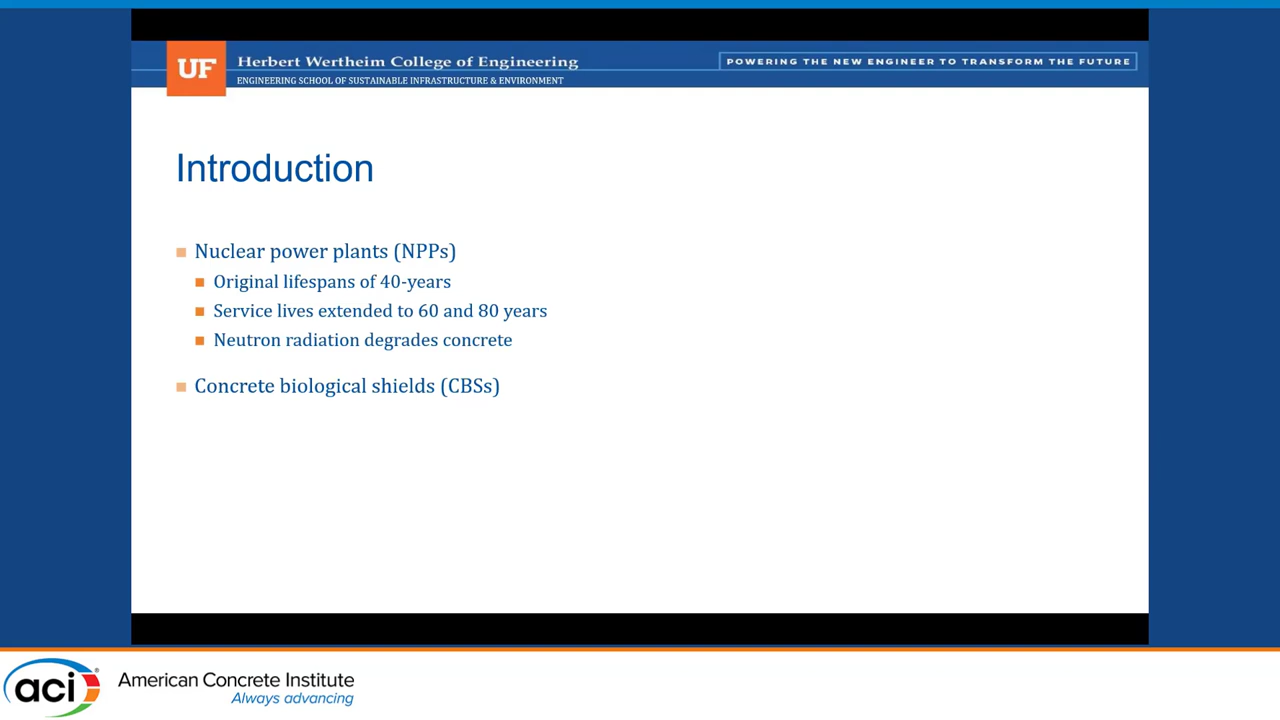 UF
Herbert Wertheim College of Engineering
ENGINEERING SCHOOL OF SUSTAINABLE INFRASTRUCTURE & ENVIRONMENT
POWERING THE NEW ENGINEER TO TRANSFORM THE FUTURE
Introduction
Nuclear power plants (NPPs)
Original lifespans of 40-years
Service lives extended to 60 and 80 years
Neutron radiation degrades concrete
Concrete biological shields (CBSs)
aci®
American Concrete Institute
Always advancing